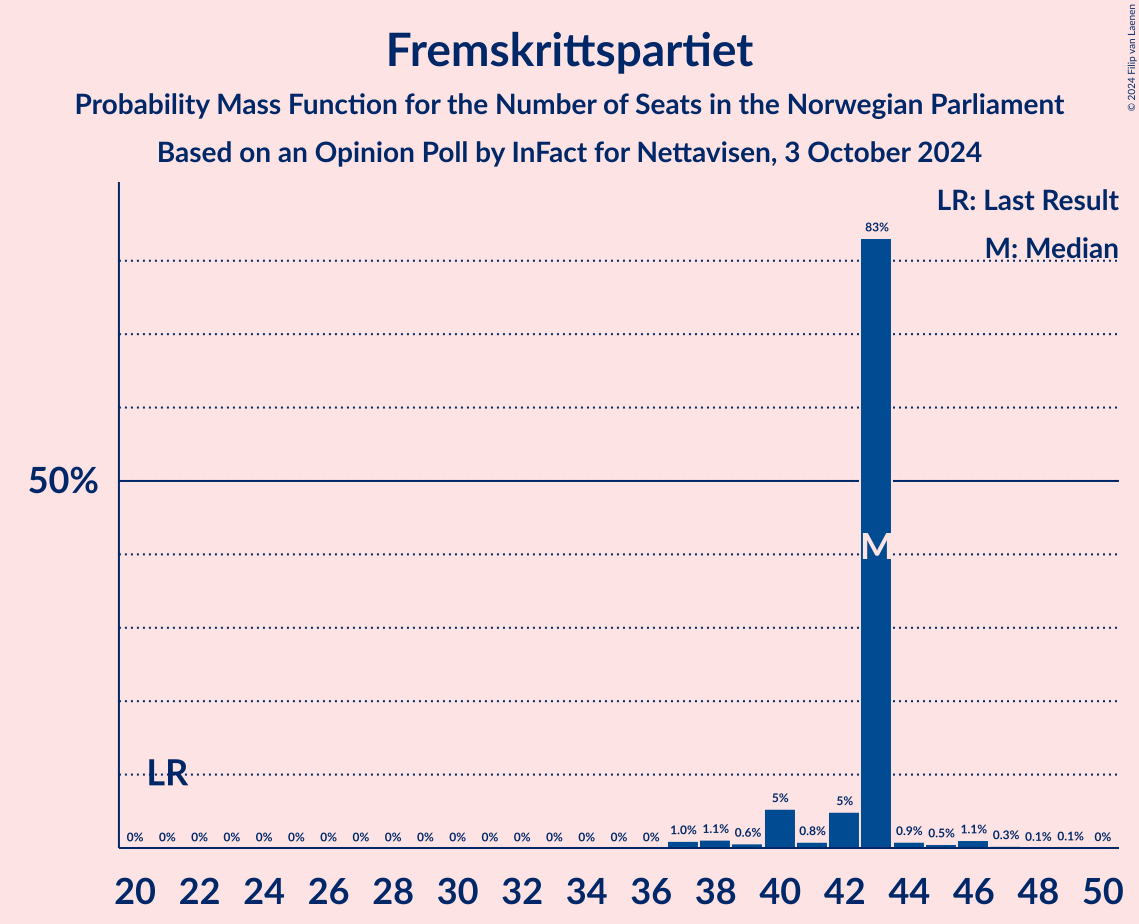 Fremskrittspartiet
Probability Mass Function for the Number of Seats in the Norwegian Parliament
Based on an Opinion Poll by InFact for Nettavisen, 3 October 2024
© 2024 Filip van Laenen
LR: Last Result
M: Median
83%
50%
M
LR
0% 0% 0% 0% 0% 0% 0% 0% 0% 0% 0% 0% 0% 0% 0% 0% 0% 1.0% 1.1% 0.6% 5% 0.8% 5% 0.9% 0.5% 1.1% 0.3% 0.1% 0.1% 0%
20 22 24 26 28 30 32 34 36 38 40 42 44 46 48 50